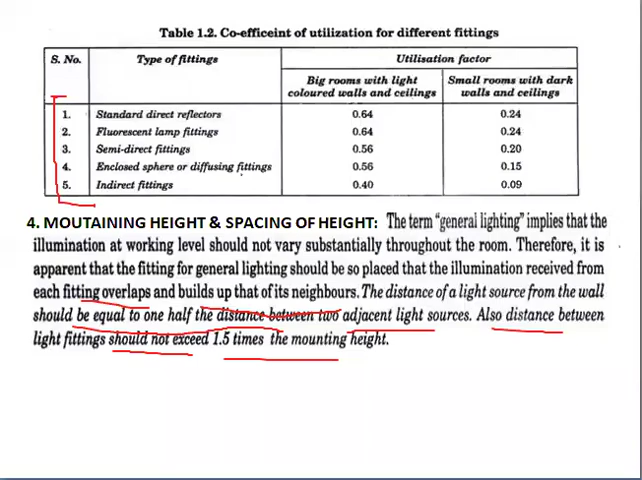 Table 1.2. Co-efficeint of utilization for different fittings
S. No. Type of fittings Utilisation factor
Big rooms with light coloured walls and ceilings Small rooms with dark walls and ceilings
1. Standard direct reflectors 0.64 0.24
2. Fluorescent lamp fittings 0.64 0.24
3. Semi-direct fittings 0.56 0.20
4. Enclosed sphere or diffusing fittings 0.56 0.15
5. Indirect fittings 0.40 0.09
4. MOUTAINING HEIGHT & SPACING OF HEIGHT: The term "general lighting" implies that the
illumination at working level should not vary substantially throughout the room. Therefore, it is
apparent that the fitting for general lighting should be so placed that the illumination received from
each fitting overlaps and builds up that of its neighbours. The distance of a light source from the wall
should be equal to one half the distance between two adjacent light sources. Also distance between
light fittings should not exceed 1.5 times the mounting height.